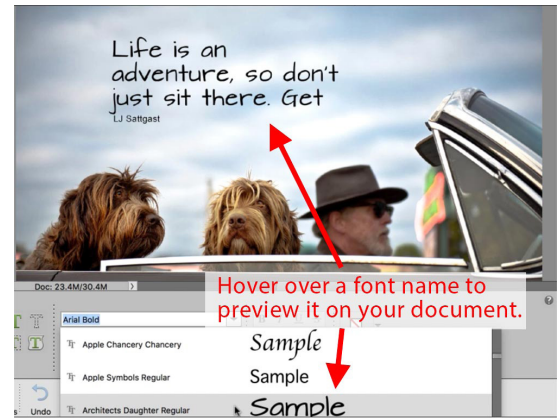 Life is an
adventure, so don't
just sit there. Get
LJ Sattgast
Doc: 23.4M/30.4M
Hover over a font name to
preview it on your document.
Arial Bold
Apple Chancery Chancery Sample
Apple Symbols Regular Sample
Undo Architects Daughter Regular Sample